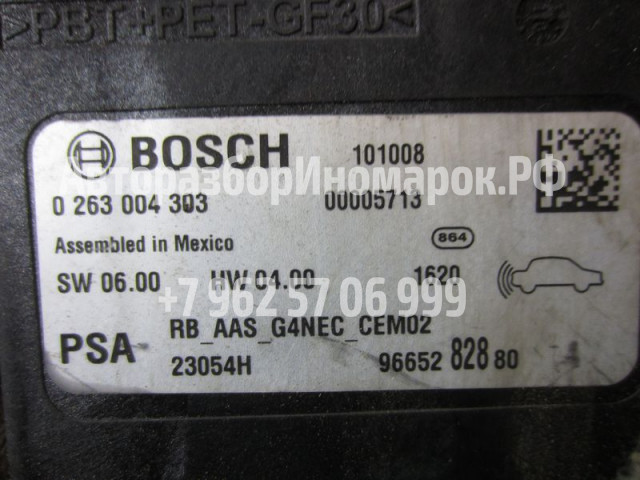 >PBT+PET-GF30<
BOSCH 101008
АвторазборИномарок.РФ
0 263 004 303 00005713
Assembled in Mexico 864
SW 06.00 HW 04.00 1620
+7 962 57 06 999
PSA RB_AAS_G4NEC_CEM02
23054H 96652 828 80